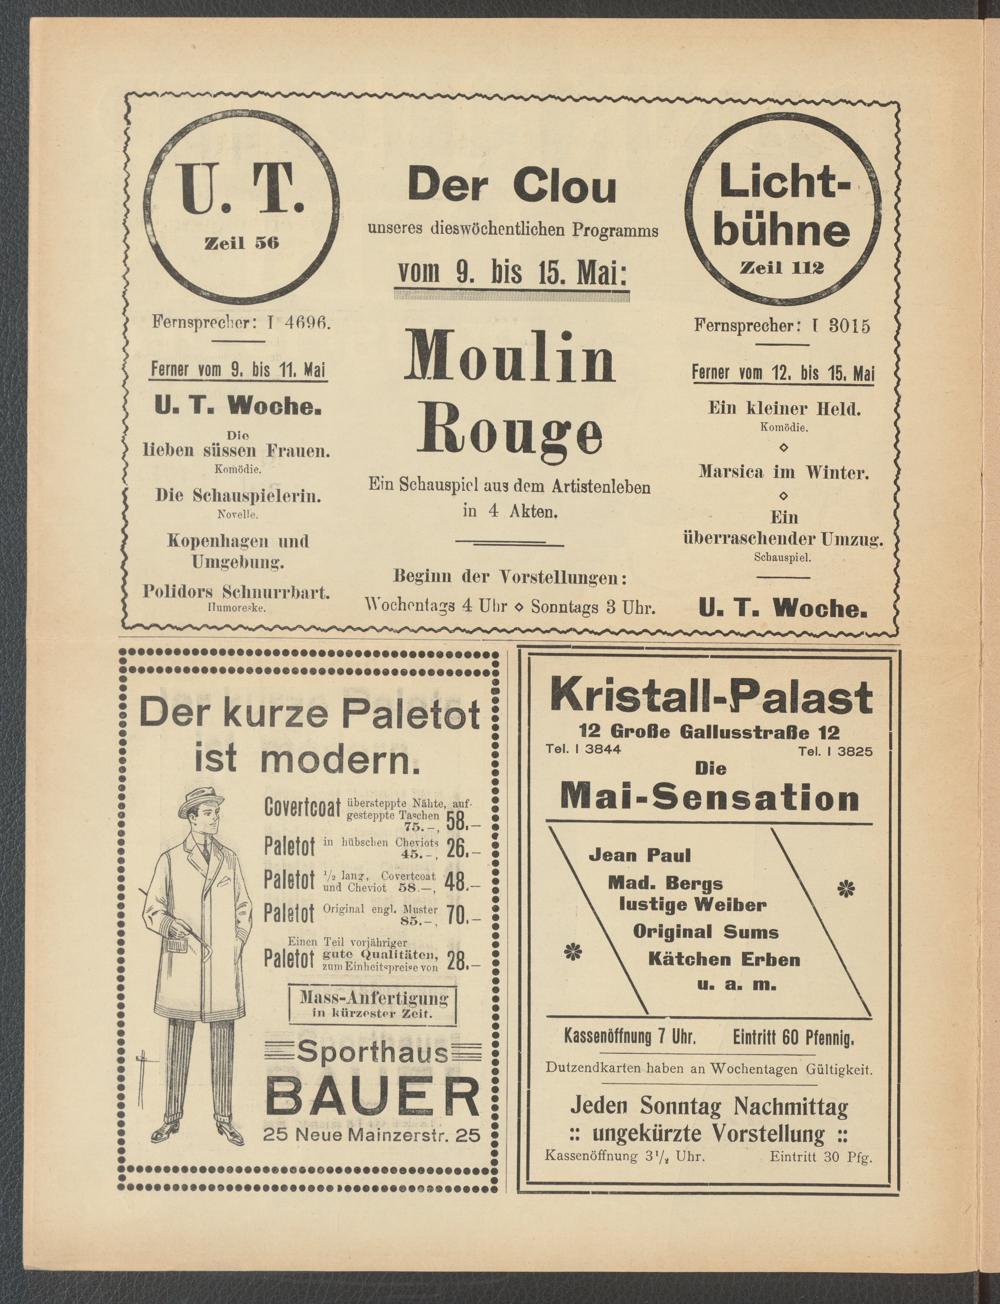 U. T.
Zeil 56
Fernsprecher: I 4696.
Ferner vom 9. bis 11. Mai
U. T. Woche.
Die
lieben süssen Frauen.
Komödie.
Die Schauspielerin.
Novelle.
Kopenhagen und
Umgebung.
Polidors Schnurrbart.
Humoreske.
Der Clou
unseres dieswöchentlichen Programms
vom 9. bis 15. Mai:
Moulin
Rouge
Ein Schauspiel aus dem Artistenleben
in 4 Akten.
Beginn der Vorstellungen:
Wochentags 4 Uhr ⋄ Sonntags 3 Uhr.
Licht-
bühne
Zeil 112
Fernsprecher: I 3015
Ferner vom 12. bis 15. Mai
Ein kleiner Held.
Komödie.
⋄
Marsica im Winter.
⋄
Ein
überraschender Umzug.
Schauspiel.
U. T. Woche.
Der kurze Paletot
ist modern.
Covertcoat übersteppte Nähte, auf-
gesteppte Taschen
75.–, 58.–
Paletot in hübschen Cheviots
45.–, 26.–
Paletot 1/2 lang, Covertcoat
und Cheviot 58.–, 48.–
Paletot Original engl. Muster
85.–, 70.–
Einen Teil vorjähriger
Paletot gute Qualitäten,
zum Einheitspreise von 28.–
Mass-Anfertigung
in kürzester Zeit.
Sporthaus
BAUER
25 Neue Mainzerstr. 25
Kristall-Palast
12 Große Gallusstraße 12
Tel. I 3844 Tel. I 3825
Die
Mai-Sensation
Jean Paul
Mad. Bergs
lustige Weiber
Original Sums
Kätchen Erben
u. a. m.
Kassenöffnung 7 Uhr. Eintritt 60 Pfennig.
Dutzendkarten haben an Wochentagen Gültigkeit.
Jeden Sonntag Nachmittag
:: ungekürzte Vorstellung ::
Kassenöffnung 3 1/2 Uhr. Eintritt 30 Pfg.